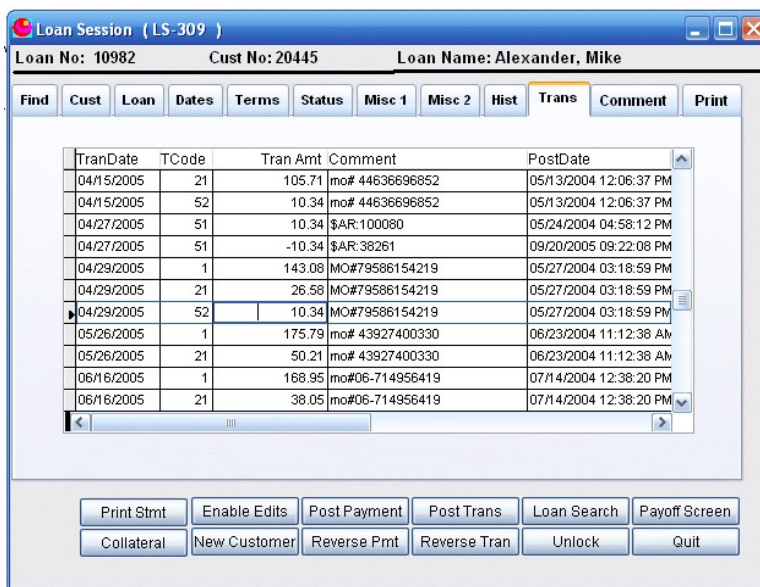 Loan Session ( LS-309 )
Loan No: 10982 Cust No: 20445 Loan Name: Alexander, Mike
Find Cust Loan Dates Terms Status Misc 1 Misc 2 Hist Trans Comment Print
TranDate TCode Tran Amt Comment PostDate
04/15/2005 21 105.71 mo# 44636696852 05/13/2004 12:06:37 PM
04/15/2005 52 10.34 mo# 44636696852 05/13/2004 12:06:37 PM
04/27/2005 51 10.34 $AR:100080 05/24/2004 04:58:12 PM
04/27/2005 51 -10.34 $AR:38261 09/20/2005 09:22:08 PM
04/29/2005 1 143.08 MO#79586154219 05/27/2004 03:18:59 PM
04/29/2005 21 26.58 MO#79586154219 05/27/2004 03:18:59 PM
04/29/2005 52 10.34 MO#79586154219 05/27/2004 03:18:59 PM
05/26/2005 1 175.79 mo# 43927400330 06/23/2004 11:12:38 AM
05/26/2005 21 50.21 mo# 43927400330 06/23/2004 11:12:38 AM
06/16/2005 1 168.95 mo#06-714956419 07/14/2004 12:38:20 PM
06/16/2005 21 38.05 mo#06-714956419 07/14/2004 12:38:20 PM
Print Stmt Enable Edits Post Payment Post Trans Loan Search Payoff Screen
Collateral New Customer Reverse Pmt Reverse Tran Unlock Quit